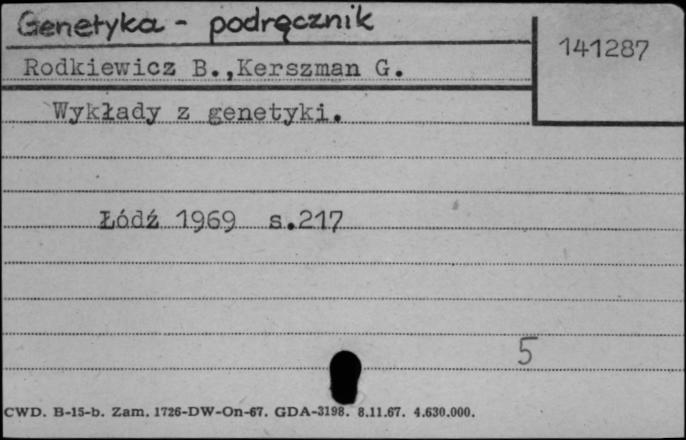 Genetyka - podręcznik
141287
Rodkiewicz B.,Kerszman G.
Wykłady z genetyki.
Łódź 1969 s.217
5
CWD. B-15-b. Zam. 1726-DW-On-67. GDA-3198. 8.11.67. 4.630.000.